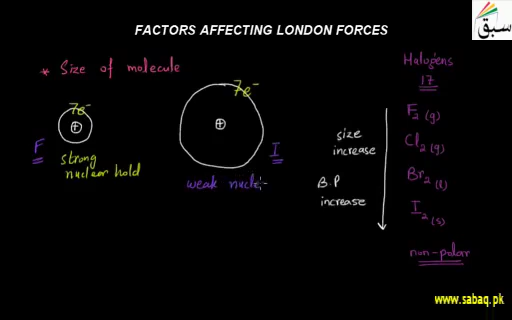 FACTORS AFFECTING LONDON FORCES
سبق
* Size of molecule
7e⁻
+
F
strong
nuclear hold
7e⁻
+
I
weak nucle
size
increase
B.P
increase
Halogens
17
F₂ (g)
Cl₂ (g)
Br₂ (l)
I₂ (s)
non-polar
www.sabaq.pk